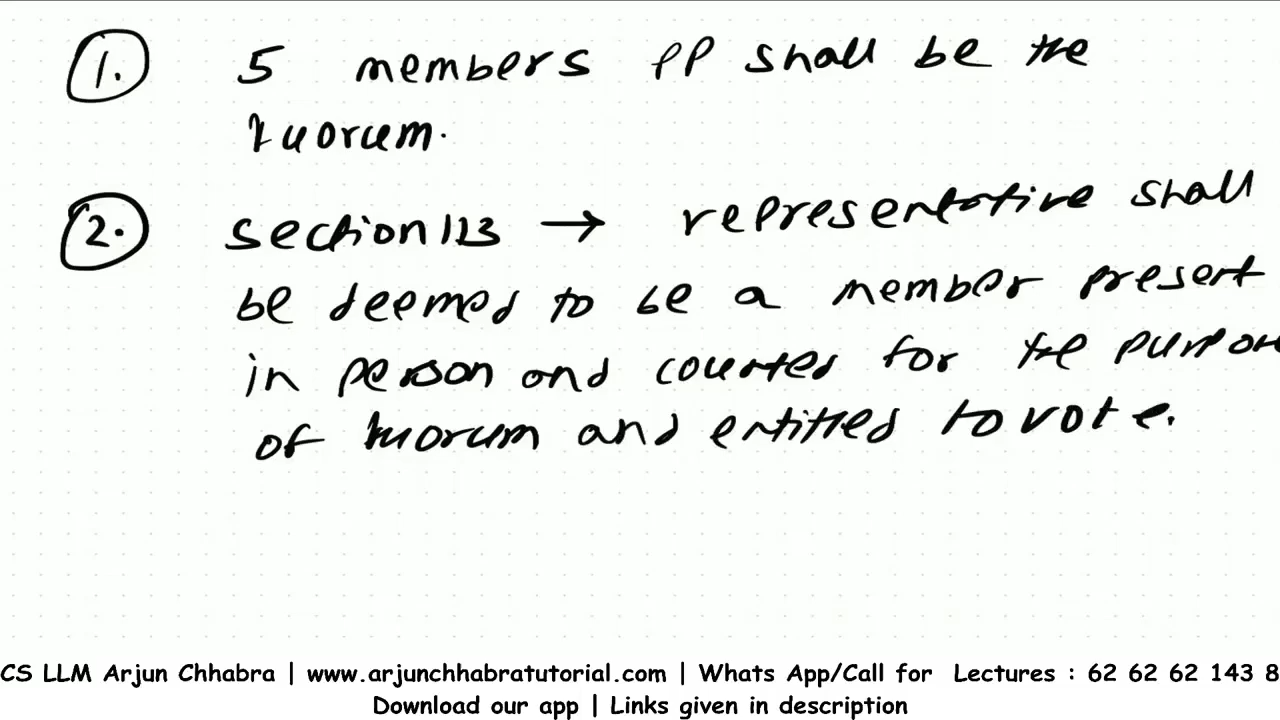 1. 5 members PP shall be the
quorum.
2. section 113 → representative shall
be deemed to be a member present
in person and counted for the purpose
of quorum and entitled to vote.
CS LLM Arjun Chhabra | www.arjunchhabratutorial.com | Whats App/Call for Lectures : 62 62 62 143 8
Download our app | Links given in description